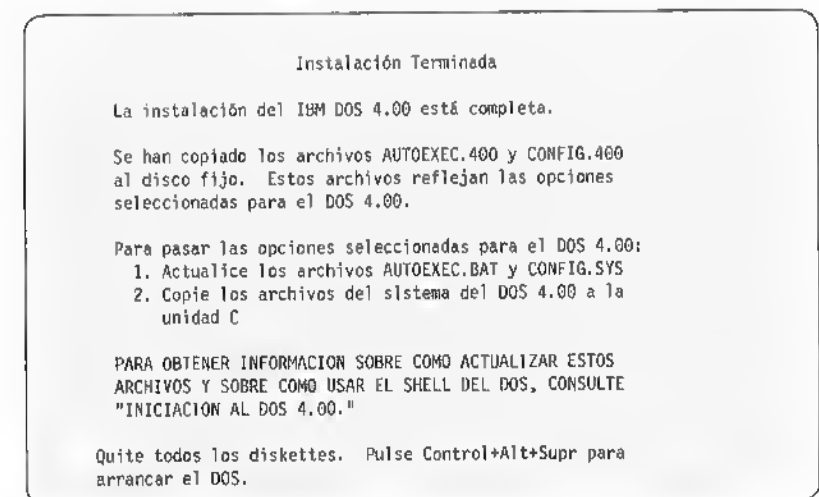 Instalación Terminada
La instalación del IBM DOS 4.00 está completa.
Se han copiado los archivos AUTOEXEC.400 y CONFIG.400
al disco fijo. Estos archivos reflejan las opciones
seleccionadas para el DOS 4.00.
Para pasar las opciones seleccionadas para el DOS 4.00:
1. Actualice los archivos AUTOEXEC.BAT y CONFIG.SYS
2. Copie los archivos del sistema del DOS 4.00 a la
unidad C
PARA OBTENER INFORMACION SOBRE COMO ACTUALIZAR ESTOS
ARCHIVOS Y SOBRE COMO USAR EL SHELL DEL DOS, CONSULTE
"INICIACION AL DOS 4.00."
Quite todos los diskettes. Pulse Control+Alt+Supr para
arrancar el DOS.